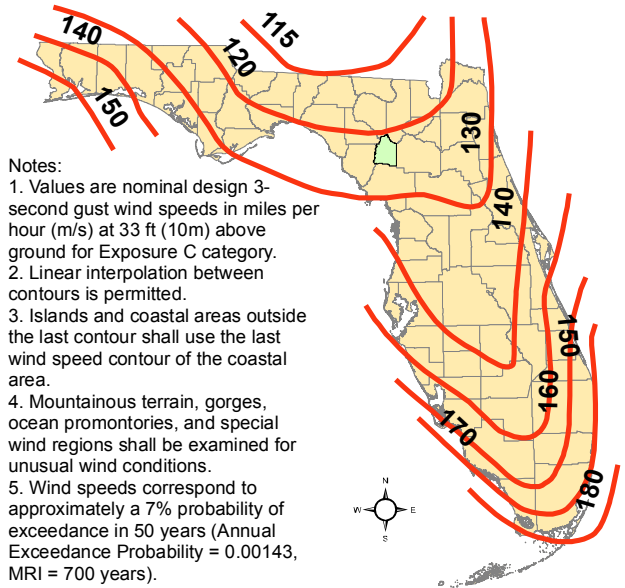 115
140
120
150
130
140
150
160
170
180
Notes:
1. Values are nominal design 3-
second gust wind speeds in miles per
hour (m/s) at 33 ft (10m) above
ground for Exposure C category.
2. Linear interpolation between
contours is permitted.
3. Islands and coastal areas outside
the last contour shall use the last
wind speed contour of the coastal
area.
4. Mountainous terrain, gorges,
ocean promontories, and special
wind regions shall be examined for
unusual wind conditions.
5. Wind speeds correspond to
approximately a 7% probability of
exceedance in 50 years (Annual
Exceedance Probability = 0.00143,
MRI = 700 years).
N
W E
S